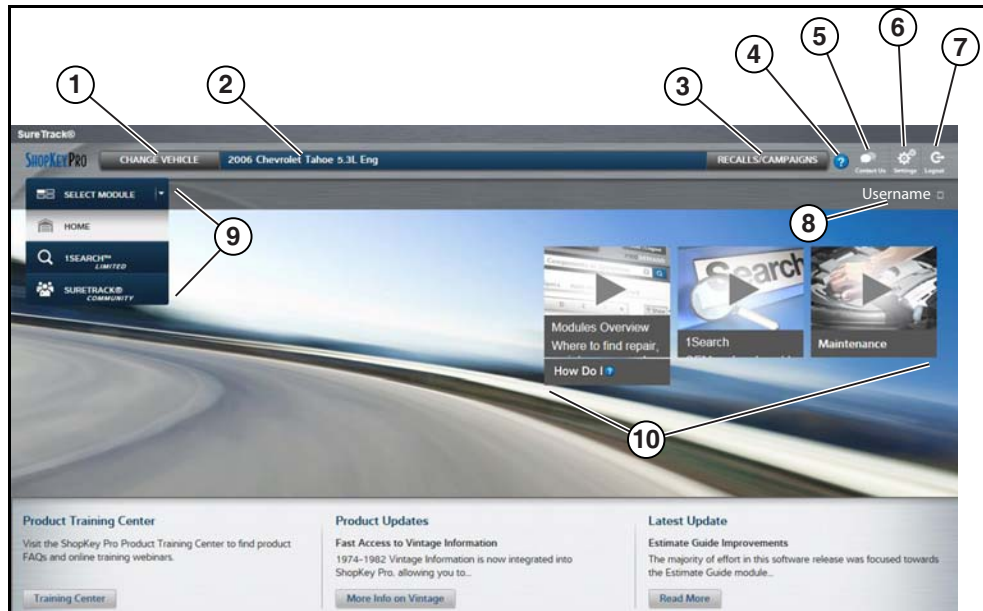 5
6
7
4
3
1
2
SureTrack®
SHOPKEYPRO
CHANGE VEHICLE
2006 Chevrolet Tahoe 5.3L Eng
RECALLS/CAMPAIGNS
?
Contact Us
Settings
Logout
SELECT MODULE
Username
8
HOME
9
1SEARCH™
LIMITED
SURETRACK®
COMMUNITY
Search
Modules Overview
Where to find repair,
1Search
Maintenance
How Do I ?
10
Product Training Center
Visit the ShopKey Pro Product Training Center to find product
FAQs and online training webinars.
Training Center
Product Updates
Fast Access to Vintage Information
1974-1982 Vintage Information is now integrated into
ShopKey Pro, allowing you to...
More Info on Vintage
Latest Update
Estimate Guide Improvements
The majority of effort in this software release was focused towards
the Estimate Guide module...
Read More